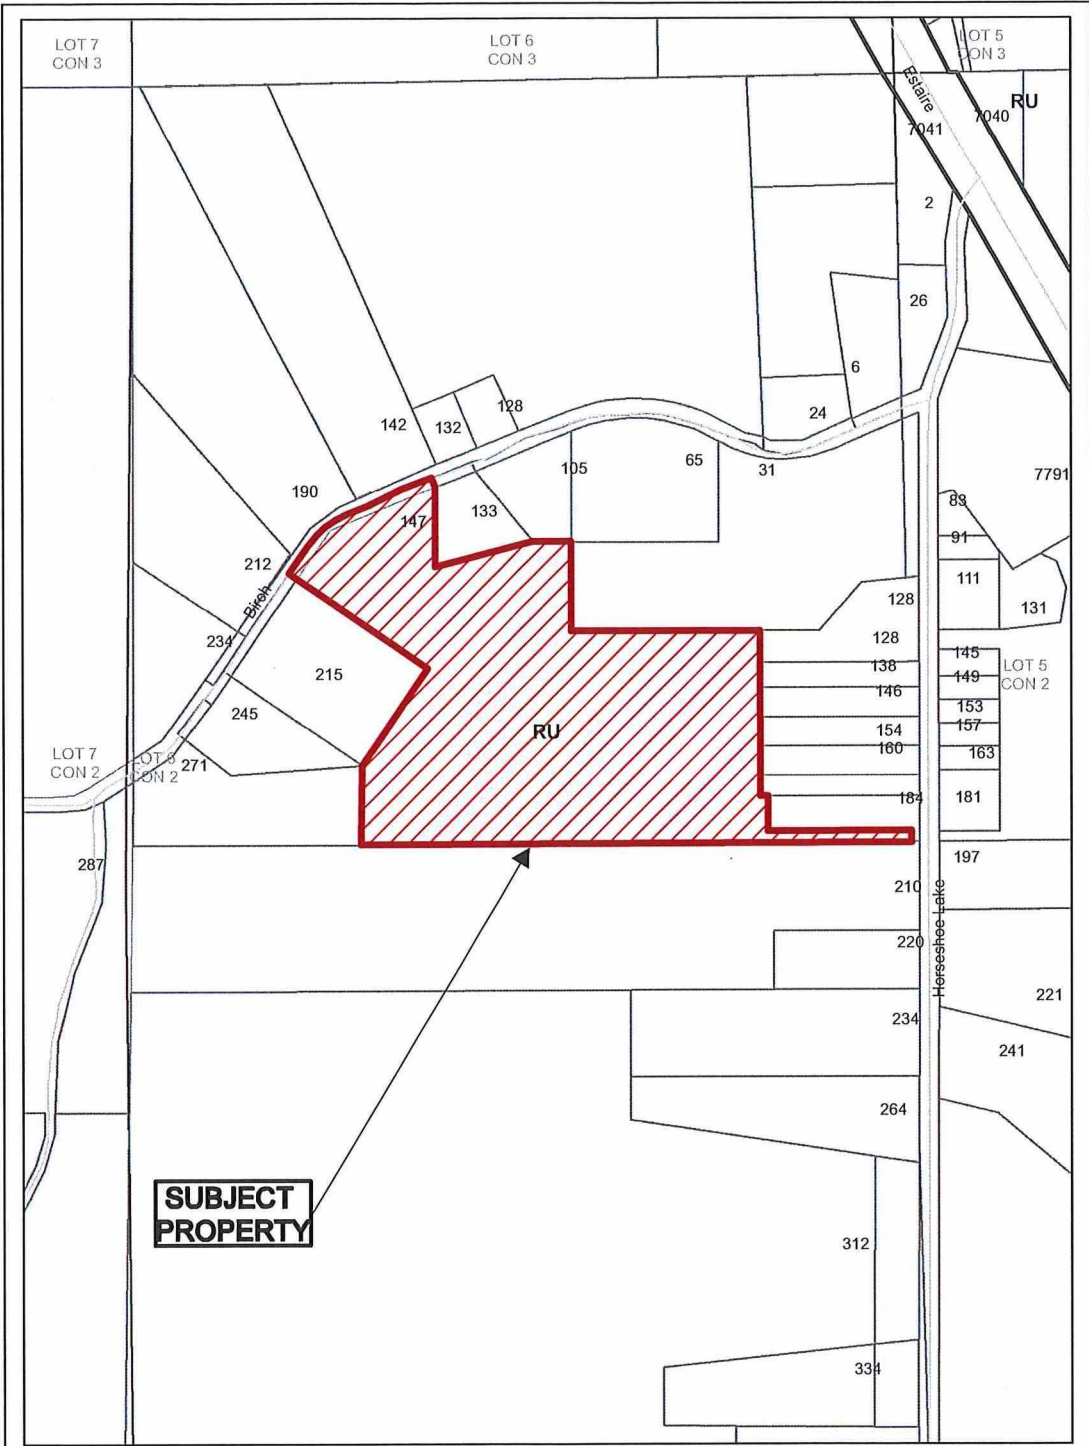 LOT 7
CON 3
LOT 6
CON 3
LOT 5
CON 3
Estaire
RU
7040
7041
2
26
6
24
128
132
142
105
65
31
7791
190
147
133
83
91
212
111
131
Birch
128
128
234
138
145
LOT 5
CON 2
215
146
149
153
245
154
157
RU
160
163
LOT 7
CON 2
LOT 6
CON 2
271
184
181
287
197
210
Horseshoe Lake
220
221
234
241
264
SUBJECT
PROPERTY
312
334